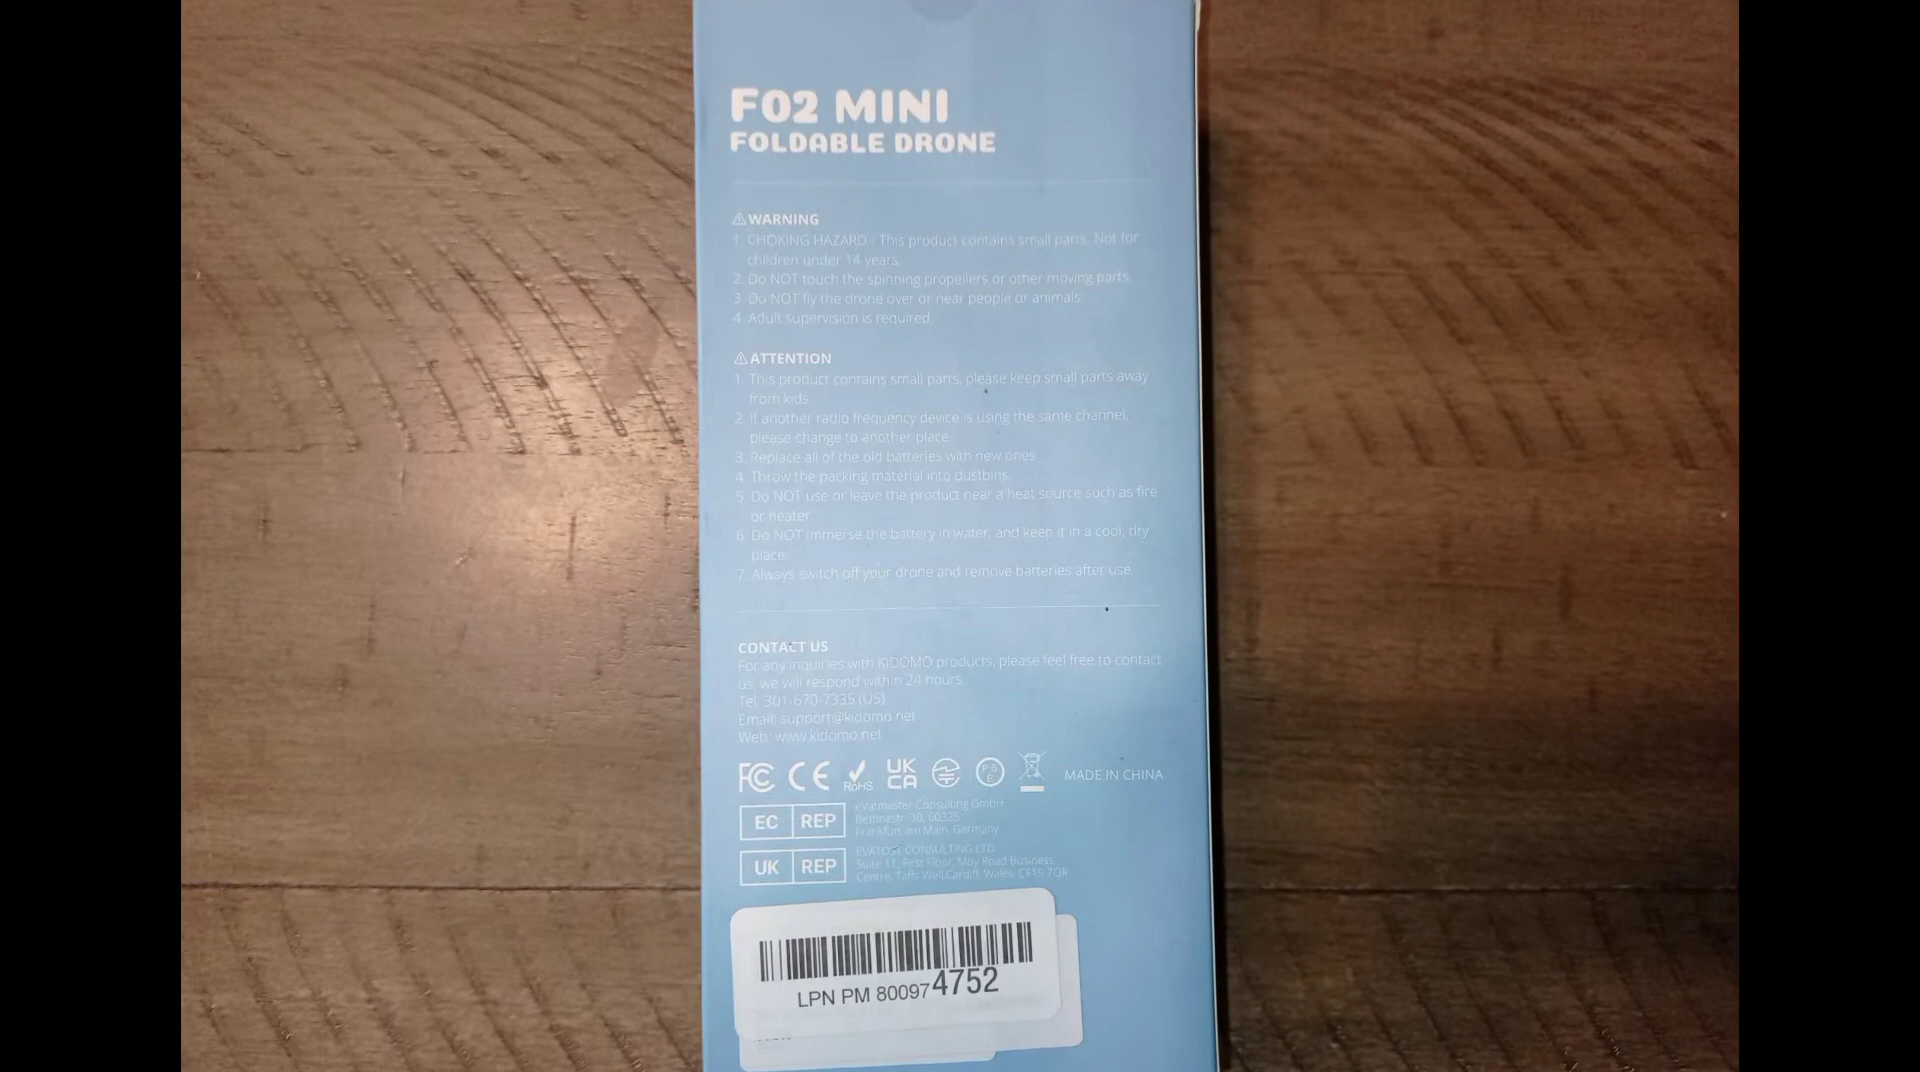 F02 MINI
FOLDABLE DRONE
⚠WARNING
1. CHOKING HAZARD - This product contains small parts. Not for
children under 14 years.
2. Do NOT touch the spinning propellers or other moving parts.
3. Do NOT fly the drone over or near people or animals.
4. Adult supervision is required.
⚠ATTENTION
1. This product contains small parts, please keep small parts away
from kids.
2. If another radio frequency device is using the same channel,
please change to another place.
3. Replace all of the old batteries with new ones.
4. Throw the packing material into dustbins.
5. Do NOT use or leave the product near a heat source such as fire
or heater.
6. Do NOT immerse the battery in water, and keep it in a cool, dry
place.
7. Always switch off your drone and remove batteries after use.
CONTACT US
For any inquiries with KIDOMO products, please feel free to contact
us, we will respond within 24 hours.
Tel: 301-670-7335 (US)
Email: support@kidomo.net
Web: www.kidomo.net
FC CE RoHS UK CA PS E MADE IN CHINA
EC REP
eVatmaster Consulting GmbH
Bettinastr. 30, 60325
Frankfurt am Main, Germany
UK REP
EVATOST CONSULTING LTD
Suite 11, First Floor, Moy Road Business
Centre, Taffs Well, Cardiff, Wales, CF15 7QR
LPN PM 800974752